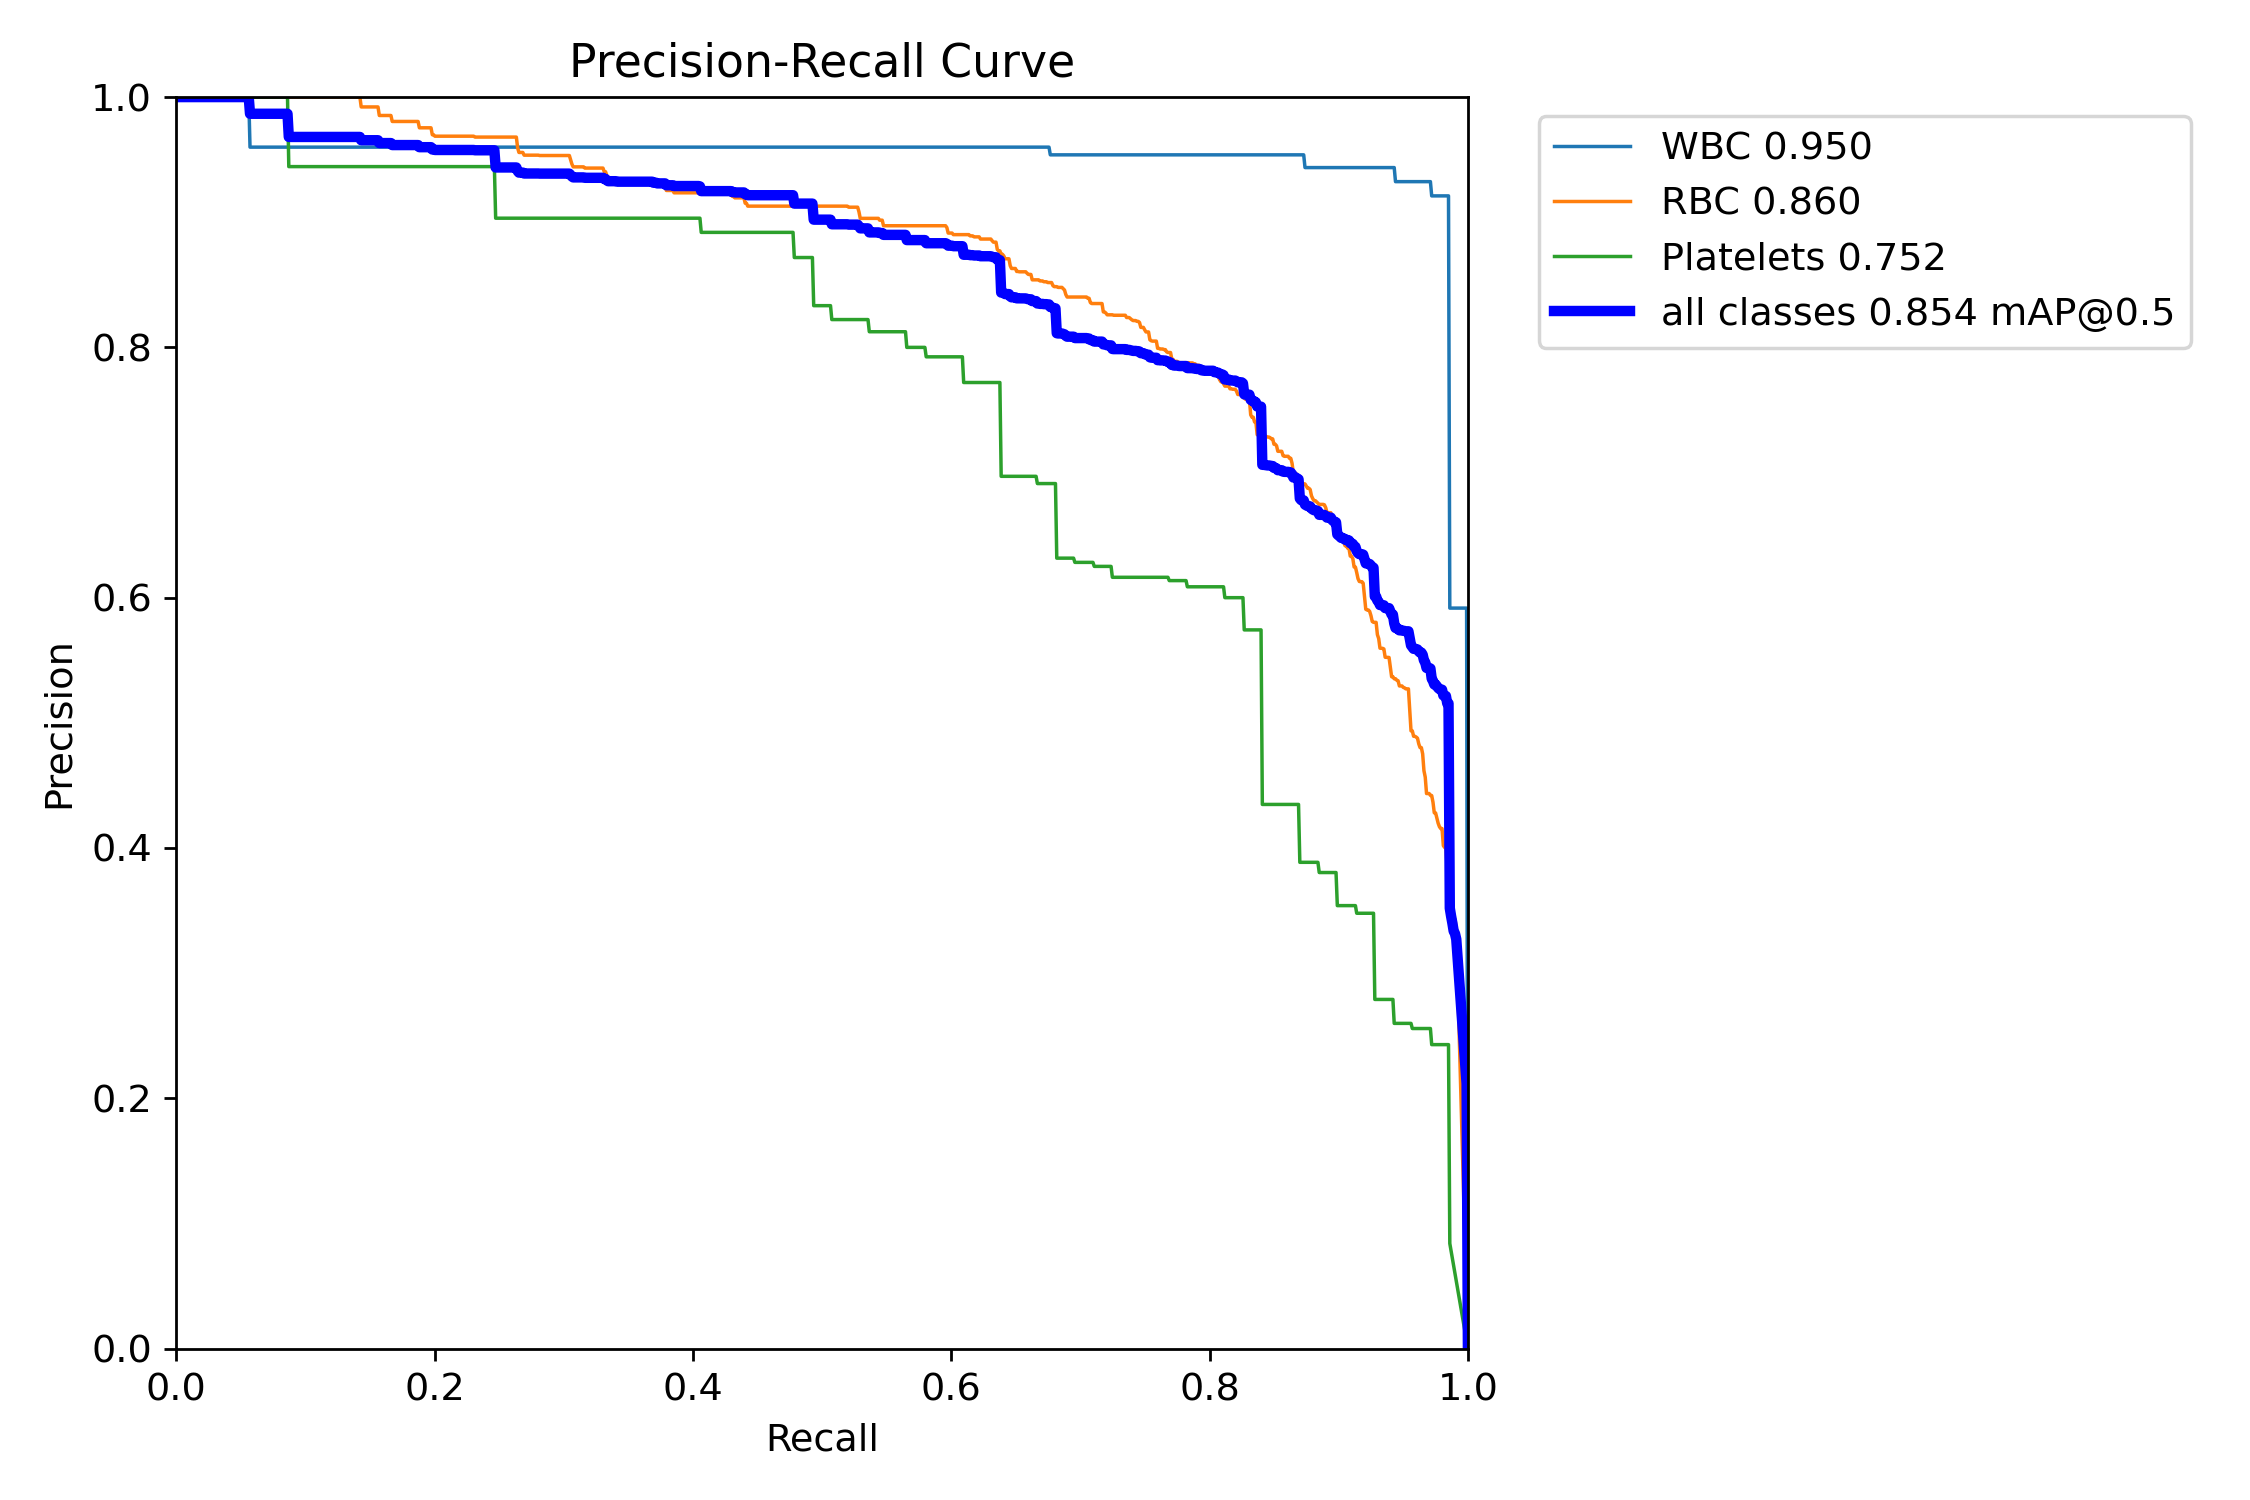 Precision-Recall Curve
1.0
0.8
0.6
0.4
0.2
0.0
Precision
0.0 0.2 0.4 0.6 0.8 1.0
Recall
WBC 0.950
RBC 0.860
Platelets 0.752
all classes 0.854 mAP@0.5